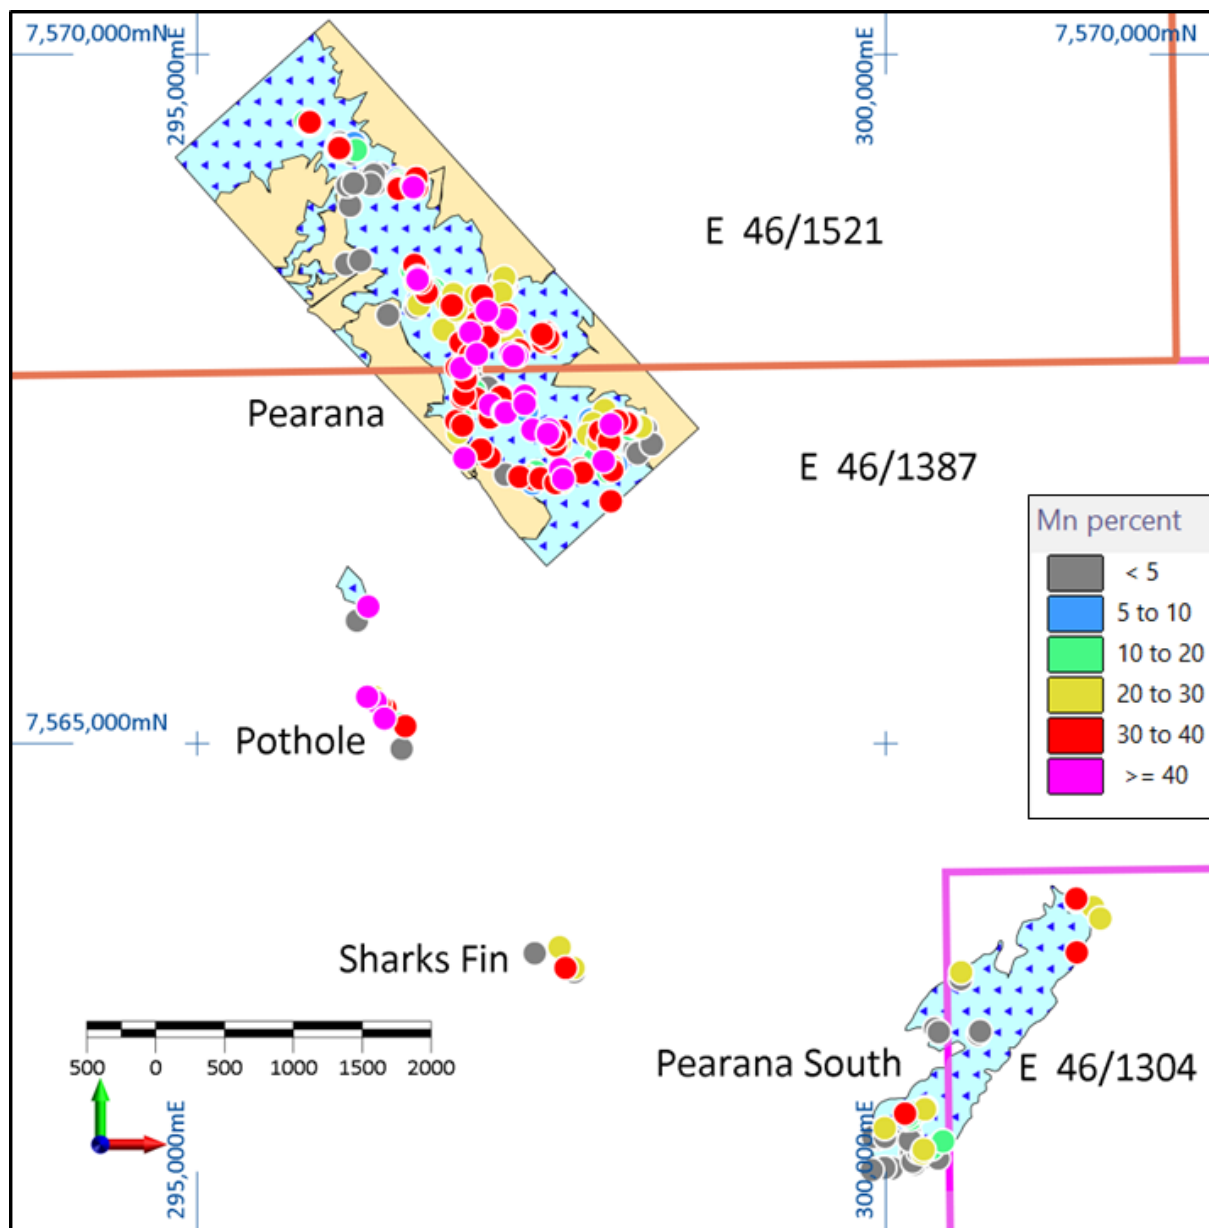 7,570,000mN
295,000mE
300,000mE
7,570,000mN
E 46/1521
Pearana
E 46/1387
Mn percent
< 5
5 to 10
10 to 20
20 to 30
30 to 40
>= 40
7,565,000mN
Pothole
Sharks Fin
500 0 500 1000 1500 2000
Pearana South
E 46/1304
295,000mE
300,000mE